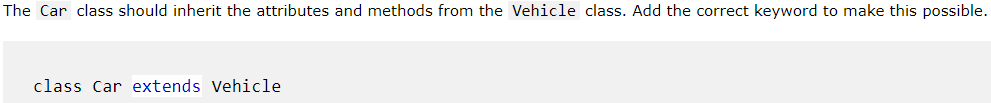 The Car class should inherit the attributes and methods from the Vehicle class. Add the correct keyword to make this possible.
class Car extends Vehicle